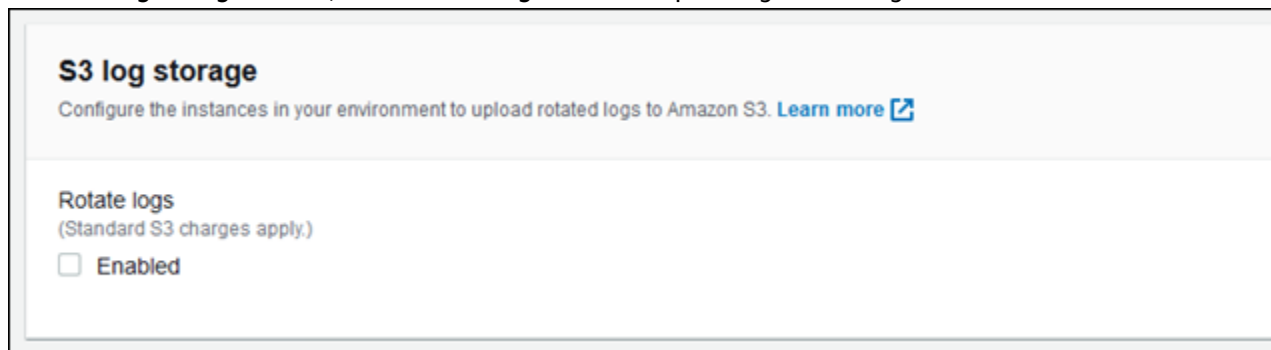 S3 log storage
Configure the instances in your environment to upload rotated logs to Amazon S3. Learn more
Rotate logs
(Standard S3 charges apply.)
Enabled